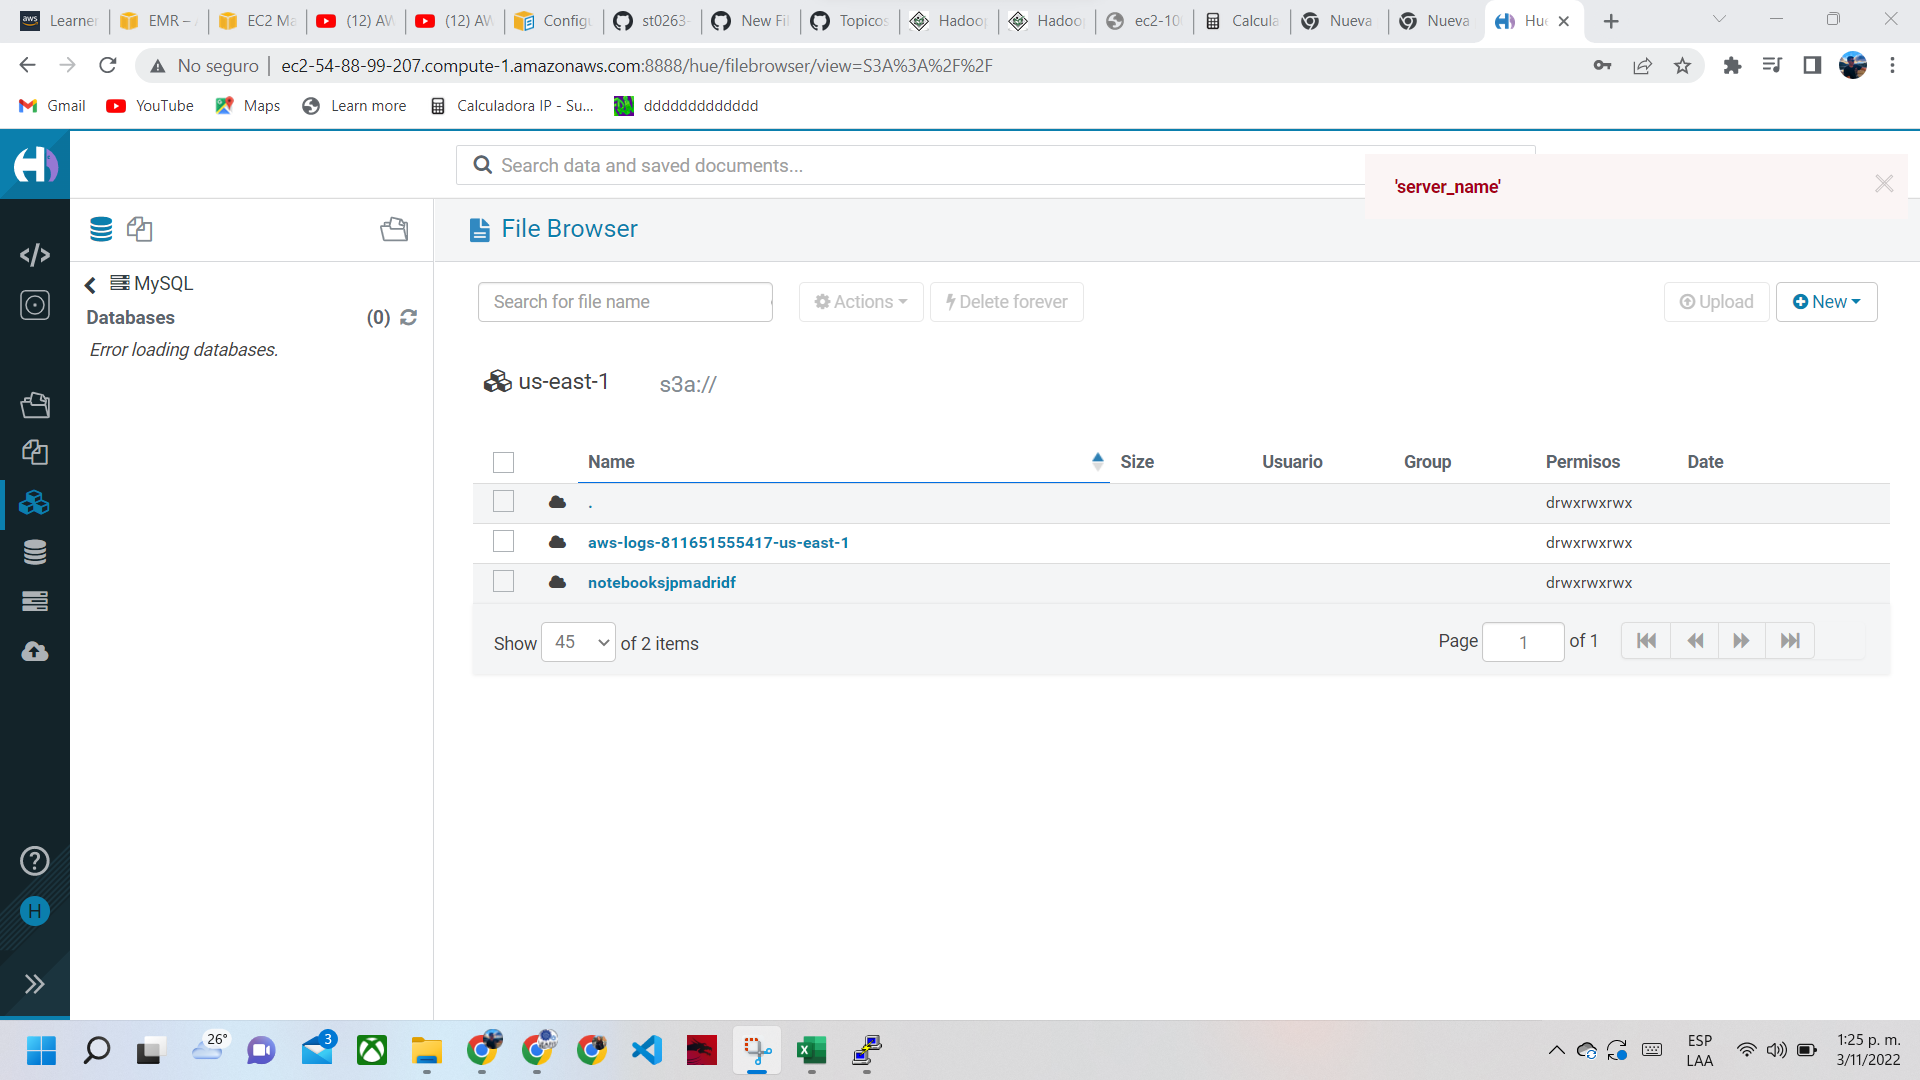 Learner
EMR –
EC2 Ma
(12) AW
(12) AW
Configu
st0263-
New Fil
Topicos
Hadoop
Hadoop
ec2-10
Calcula
Nueva
Nueva
Hue
No seguro
ec2-54-88-99-207.compute-1.amazonaws.com:8888/hue/filebrowser/view=S3A%3A%2F%2F
Gmail
YouTube
Maps
Learn more
Calculadora IP - Su...
ddddddddddddd
Search data and saved documents...
'server_name'
File Browser
MySQL
Databases
(0)
Error loading databases.
Search for file name
Actions
Delete forever
Upload
New
us-east-1
s3a://
Name
Size
Usuario
Group
Permisos
Date
.
drwxrwxrwx
aws-logs-811651555417-us-east-1
drwxrwxrwx
notebooksjpmadridf
drwxrwxrwx
Show 45 of 2 items
Page 1 of 1
H
26°
3
ESP
LAA
1:25 p. m.
3/11/2022